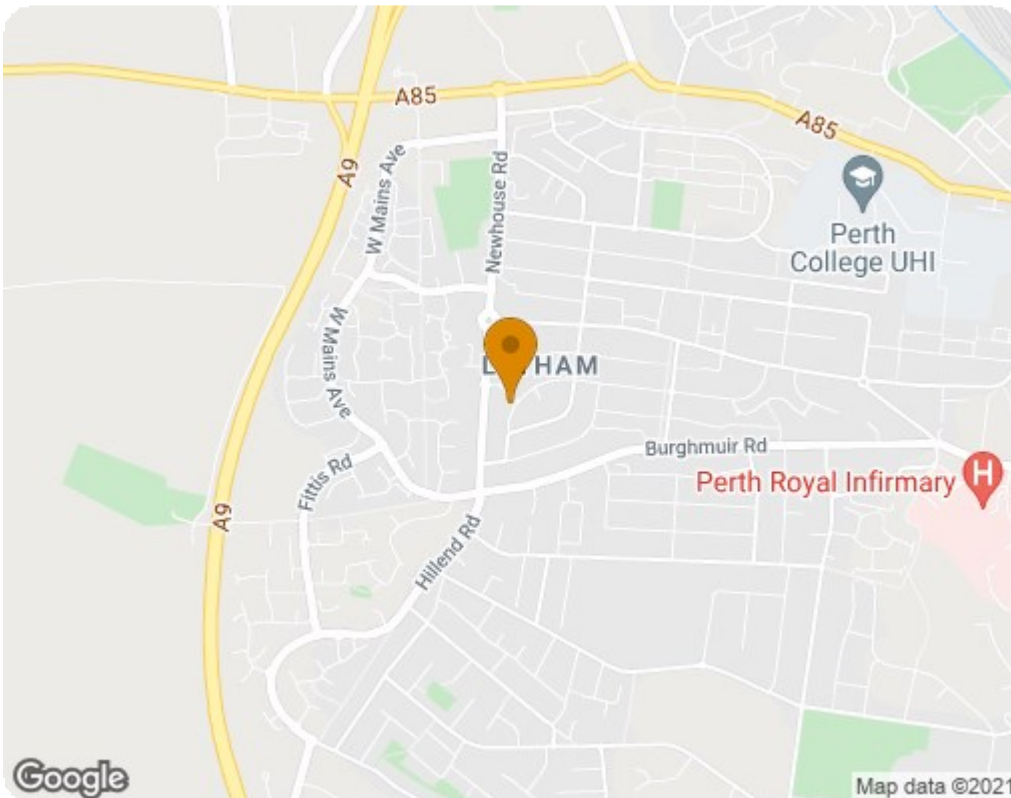 A85
A85
A9
W Mains Ave
Newhouse Rd
Perth
College UHI
W Mains Ave
HAM
Burghmuir Rd
Perth Royal Infirmary
H
Fittis Rd
A9
Hillend Rd
Google
Map data ©2021